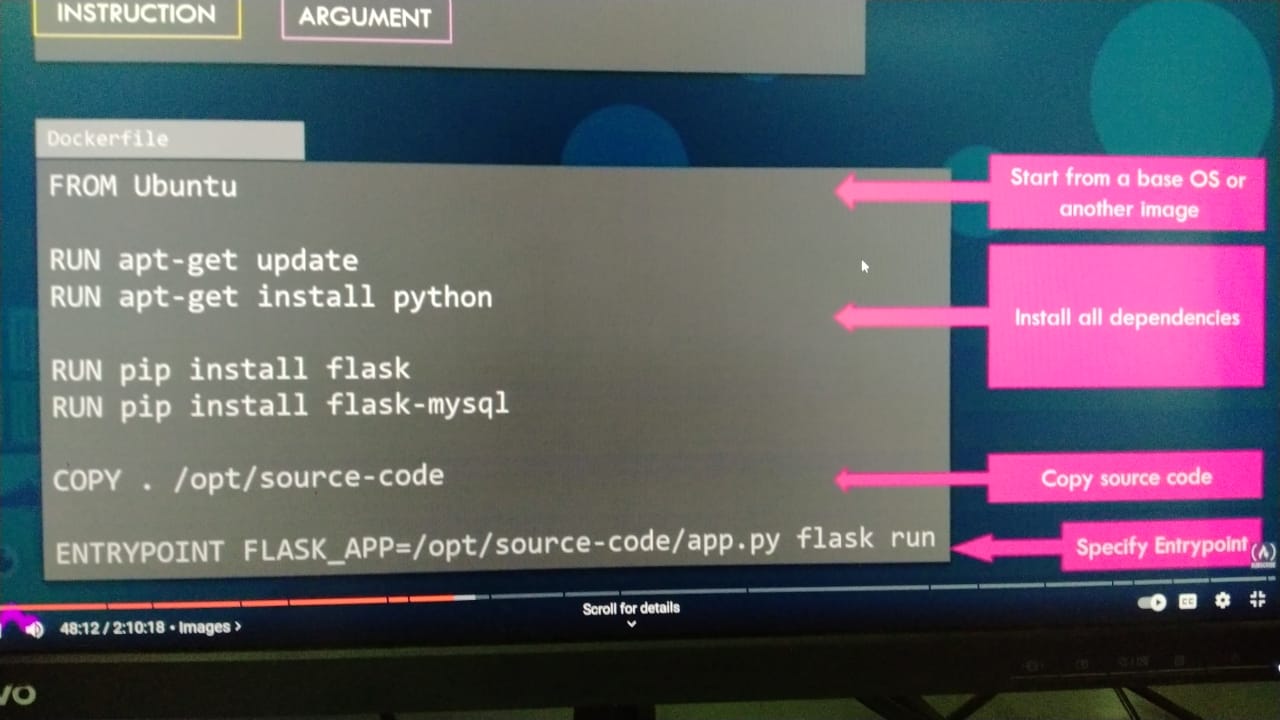 INSTRUCTION
ARGUMENT
Dockerfile
FROM Ubuntu
Start from a base OS or
another image
RUN apt-get update
RUN apt-get install python
Install all dependencies
RUN pip install flask
RUN pip install flask-mysql
COPY . /opt/source-code
Copy source code
ENTRYPOINT FLASK_APP=/opt/source-code/app.py flask run
Specify Entrypoint
(A)
SUBSCRIBE
Scroll for details
48:12 / 2:10:18 • Images >
CC
VO